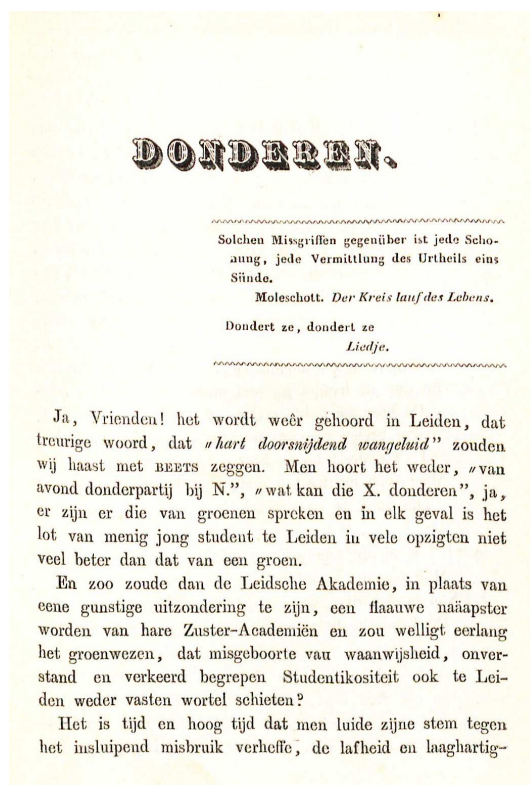 DONDEREN.
Solchen Missgriffen gegenüber ist jede Scho-
nung, jede Vermittlung des Urtheils eins
Sünde.
Moleschott. Der Kreis lauf des Lebens.
Dondert ze, dondert ze
Liedje.
Ja, Vrienden! het wordt weêr gehoord in Leiden, dat
treurige woord, dat „hart doorsnijdend wangeluid” zouden
wij haast met BEETS zeggen. Men hoort het weder, „van
avond donderpartij bij N.”, „wat kan die X. donderen”, ja,
er zijn er die van groenen spreken en in elk geval is het
lot van menig jong student te Leiden in vele opzigten niet
veel beter dan dat van een groen.
En zoo zoude dan de Leidsche Akademie, in plaats van
eene gunstige uitzondering te zijn, een flaauwe naäapster
worden van hare Zuster-Academiën en zou welligt eerlang
het groenwezen, dat misgeboorte van waanwijsheid, onver-
stand en verkeerd begrepen Studentikositeit ook te Lei-
den weder vasten wortel schieten?
Het is tijd en hoog tijd dat men luide zijne stem tegen
het insluipend misbruik verheffe, de lafheid en laaghartig-